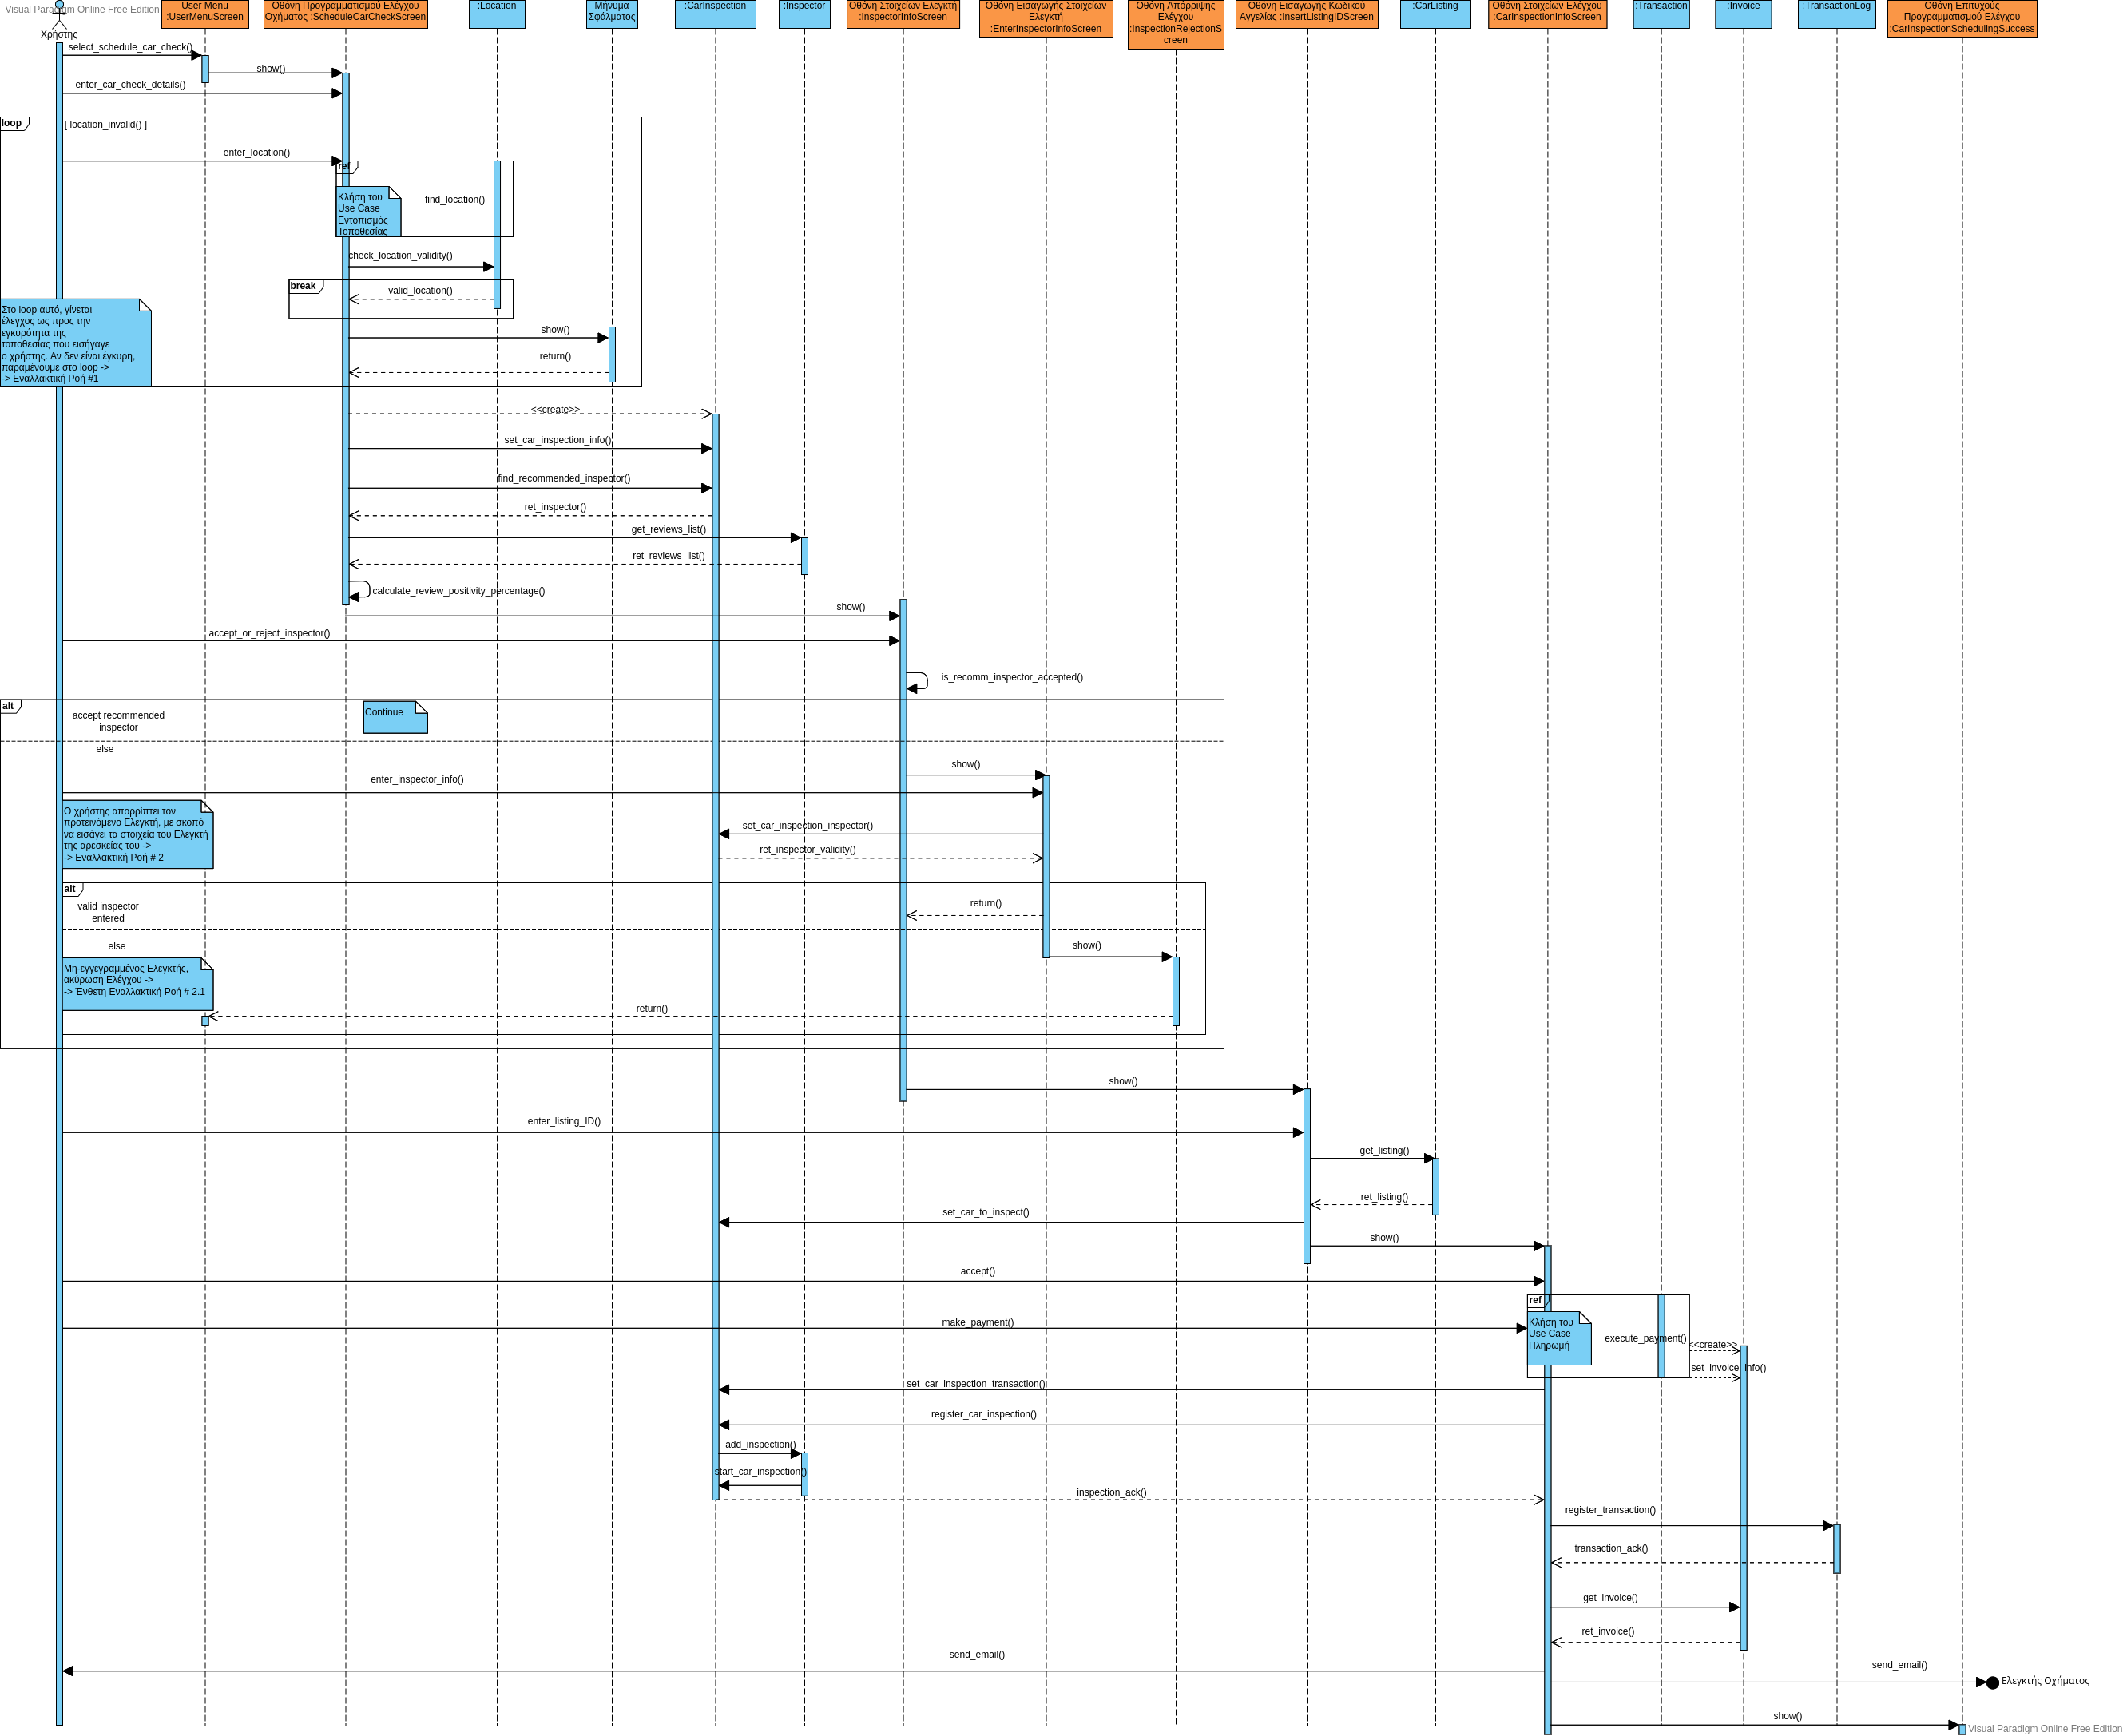 Visual Paradigm Online Free Edition
Χρήστης
User Menu
:UserMenuScreen
Οθόνη Προγραμματισμού Ελέγχου
Οχήματος :ScheduleCarCheckScreen
:Location
Μήνυμα
Σφάλματος
:CarInspection
:Inspector
Οθόνη Στοιχείων Ελεγκτή
:InspectorInfoScreen
Οθόνη Εισαγωγής Στοιχείων
Ελεγκτή
:EnterInspectorInfoScreen
Οθόνη Απόρριψης
Ελέγχου
:InspectionRejectionS
creen
Οθόνη Εισαγωγής Κωδικού
Αγγελίας :InsertListingIDScreen
:CarListing
Οθόνη Στοιχείων Ελέγχου
:CarInspectionInfoScreen
:Transaction
:Invoice
:TransactionLog
Οθόνη Επιτυχούς
Προγραμματισμού Ελέγχου
:CarInspectionSchedulingSuccess
select_schedule_car_check()
show()
enter_car_check_details()
loop
[ location_invalid() ]
enter_location()
ref
Κλήση του
Use Case
Εντοπισμός
Τοποθεσίας
find_location()
check_location_validity()
break
valid_location()
Στο loop αυτό, γίνεται
έλεγχος ως προς την
εγκυρότητα της
τοποθεσίας που εισήγαγε
ο χρήστης. Αν δεν είναι έγκυρη,
παραμένουμε στο loop ->
-> Εναλλακτική Ροή #1
show()
return()
<<create>>
set_car_inspection_info()
find_recommended_inspector()
ret_inspector()
get_reviews_list()
ret_reviews_list()
calculate_review_positivity_percentage()
show()
accept_or_reject_inspector()
is_recomm_inspector_accepted()
alt
accept recommended
inspector
Continue
else
show()
enter_inspector_info()
Ο χρήστης απορρίπτει τον
προτεινόμενο Ελεγκτή, με σκοπό
να εισάγει τα στοιχεία του Ελεγκτή
της αρεσκείας του ->
-> Εναλλακτική Ροή # 2
set_car_inspection_inspector()
ret_inspector_validity()
alt
valid inspector
entered
return()
else
show()
Μη-εγγεγραμμένος Ελεγκτής,
ακύρωση Ελέγχου ->
-> Ένθετη Εναλλακτική Ροή # 2.1
return()
show()
enter_listing_ID()
get_listing()
ret_listing()
set_car_to_inspect()
show()
accept()
ref
Κλήση του
Use Case
Πληρωμή
make_payment()
execute_payment()
<<create>>
set_invoice_info()
set_car_inspection_transaction()
register_car_inspection()
add_inspection()
start_car_inspection()
inspection_ack()
register_transaction()
transaction_ack()
get_invoice()
ret_invoice()
send_email()
send_email()
Ελεγκτής Οχήματος
show()
Visual Paradigm Online Free Edition